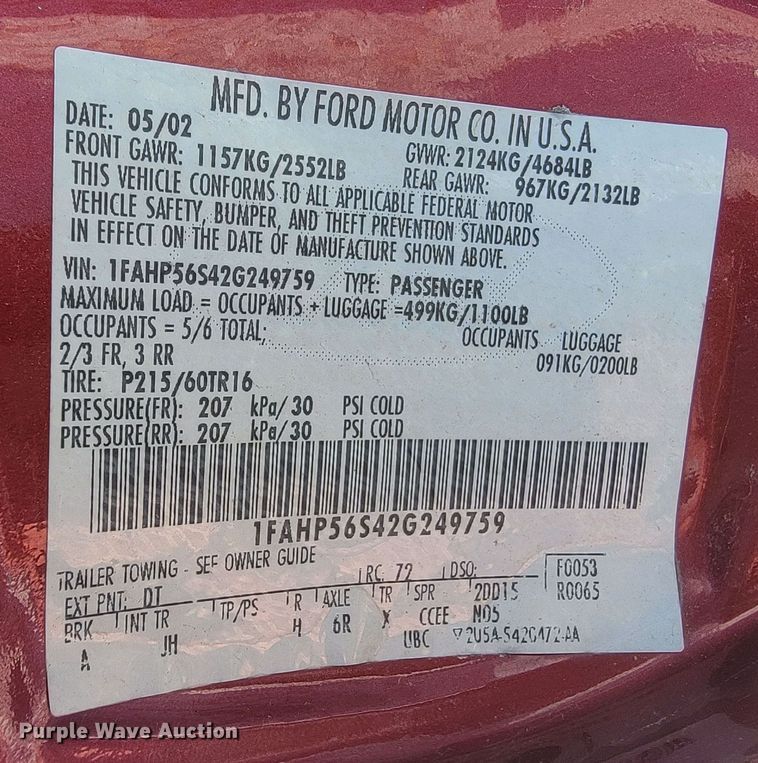 MFD. BY FORD MOTOR CO. IN U.S.A.
DATE: 05/02 GVWR: 2124KG/4684LB
FRONT GAWR: 1157KG/2552LB REAR GAWR: 967KG/2132LB
THIS VEHICLE CONFORMS TO ALL APPLICABLE FEDERAL MOTOR
VEHICLE SAFETY, BUMPER, AND THEFT PREVENTION STANDARDS
IN EFFECT ON THE DATE OF MANUFACTURE SHOWN ABOVE.
VIN: 1FAHP56S42G249759 TYPE: PASSENGER
MAXIMUM LOAD = OCCUPANTS + LUGGAGE =499KG/1100LB
OCCUPANTS = 5/6 TOTAL; OCCUPANTS LUGGAGE
2/3 FR, 3 RR 091KG/0200LB
TIRE: P215/60TR16
PRESSURE(FR): 207 kPa/30 PSI COLD
PRESSURE(RR): 207 kPa/30 PSI COLD
1FAHP56S42G249759
TRAILER TOWING - SEE OWNER GUIDE
EXT PNT: DT RC: 72 DSO: F0053
BRK INT TR TP/PS R AXLE TR SPR 2DD15 R0065
A JH H 6R X CCEE N05
UBC 2U5A-5420472-AA
Purple Wave Auction